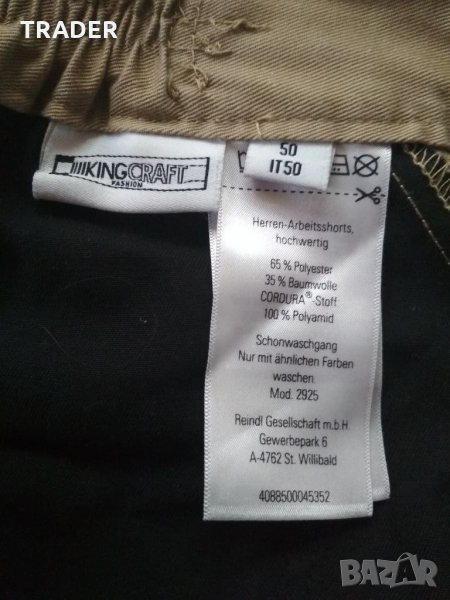 TRADER
KINGCRAFT
FASHION
50
IT50
Herren-Arbeitsshorts,
hochwertig
65 % Polyester
35 % Baumwolle
CORDURA®-Stoff
100 % Polyamid
Schonwaschgang
Nur mit ähnlichen Farben
waschen.
Mod. 2925
Reindl Gesellschaft m.b.H.
Gewerbepark 6
A-4762 St. Willibald
4088500045352
BAZAR